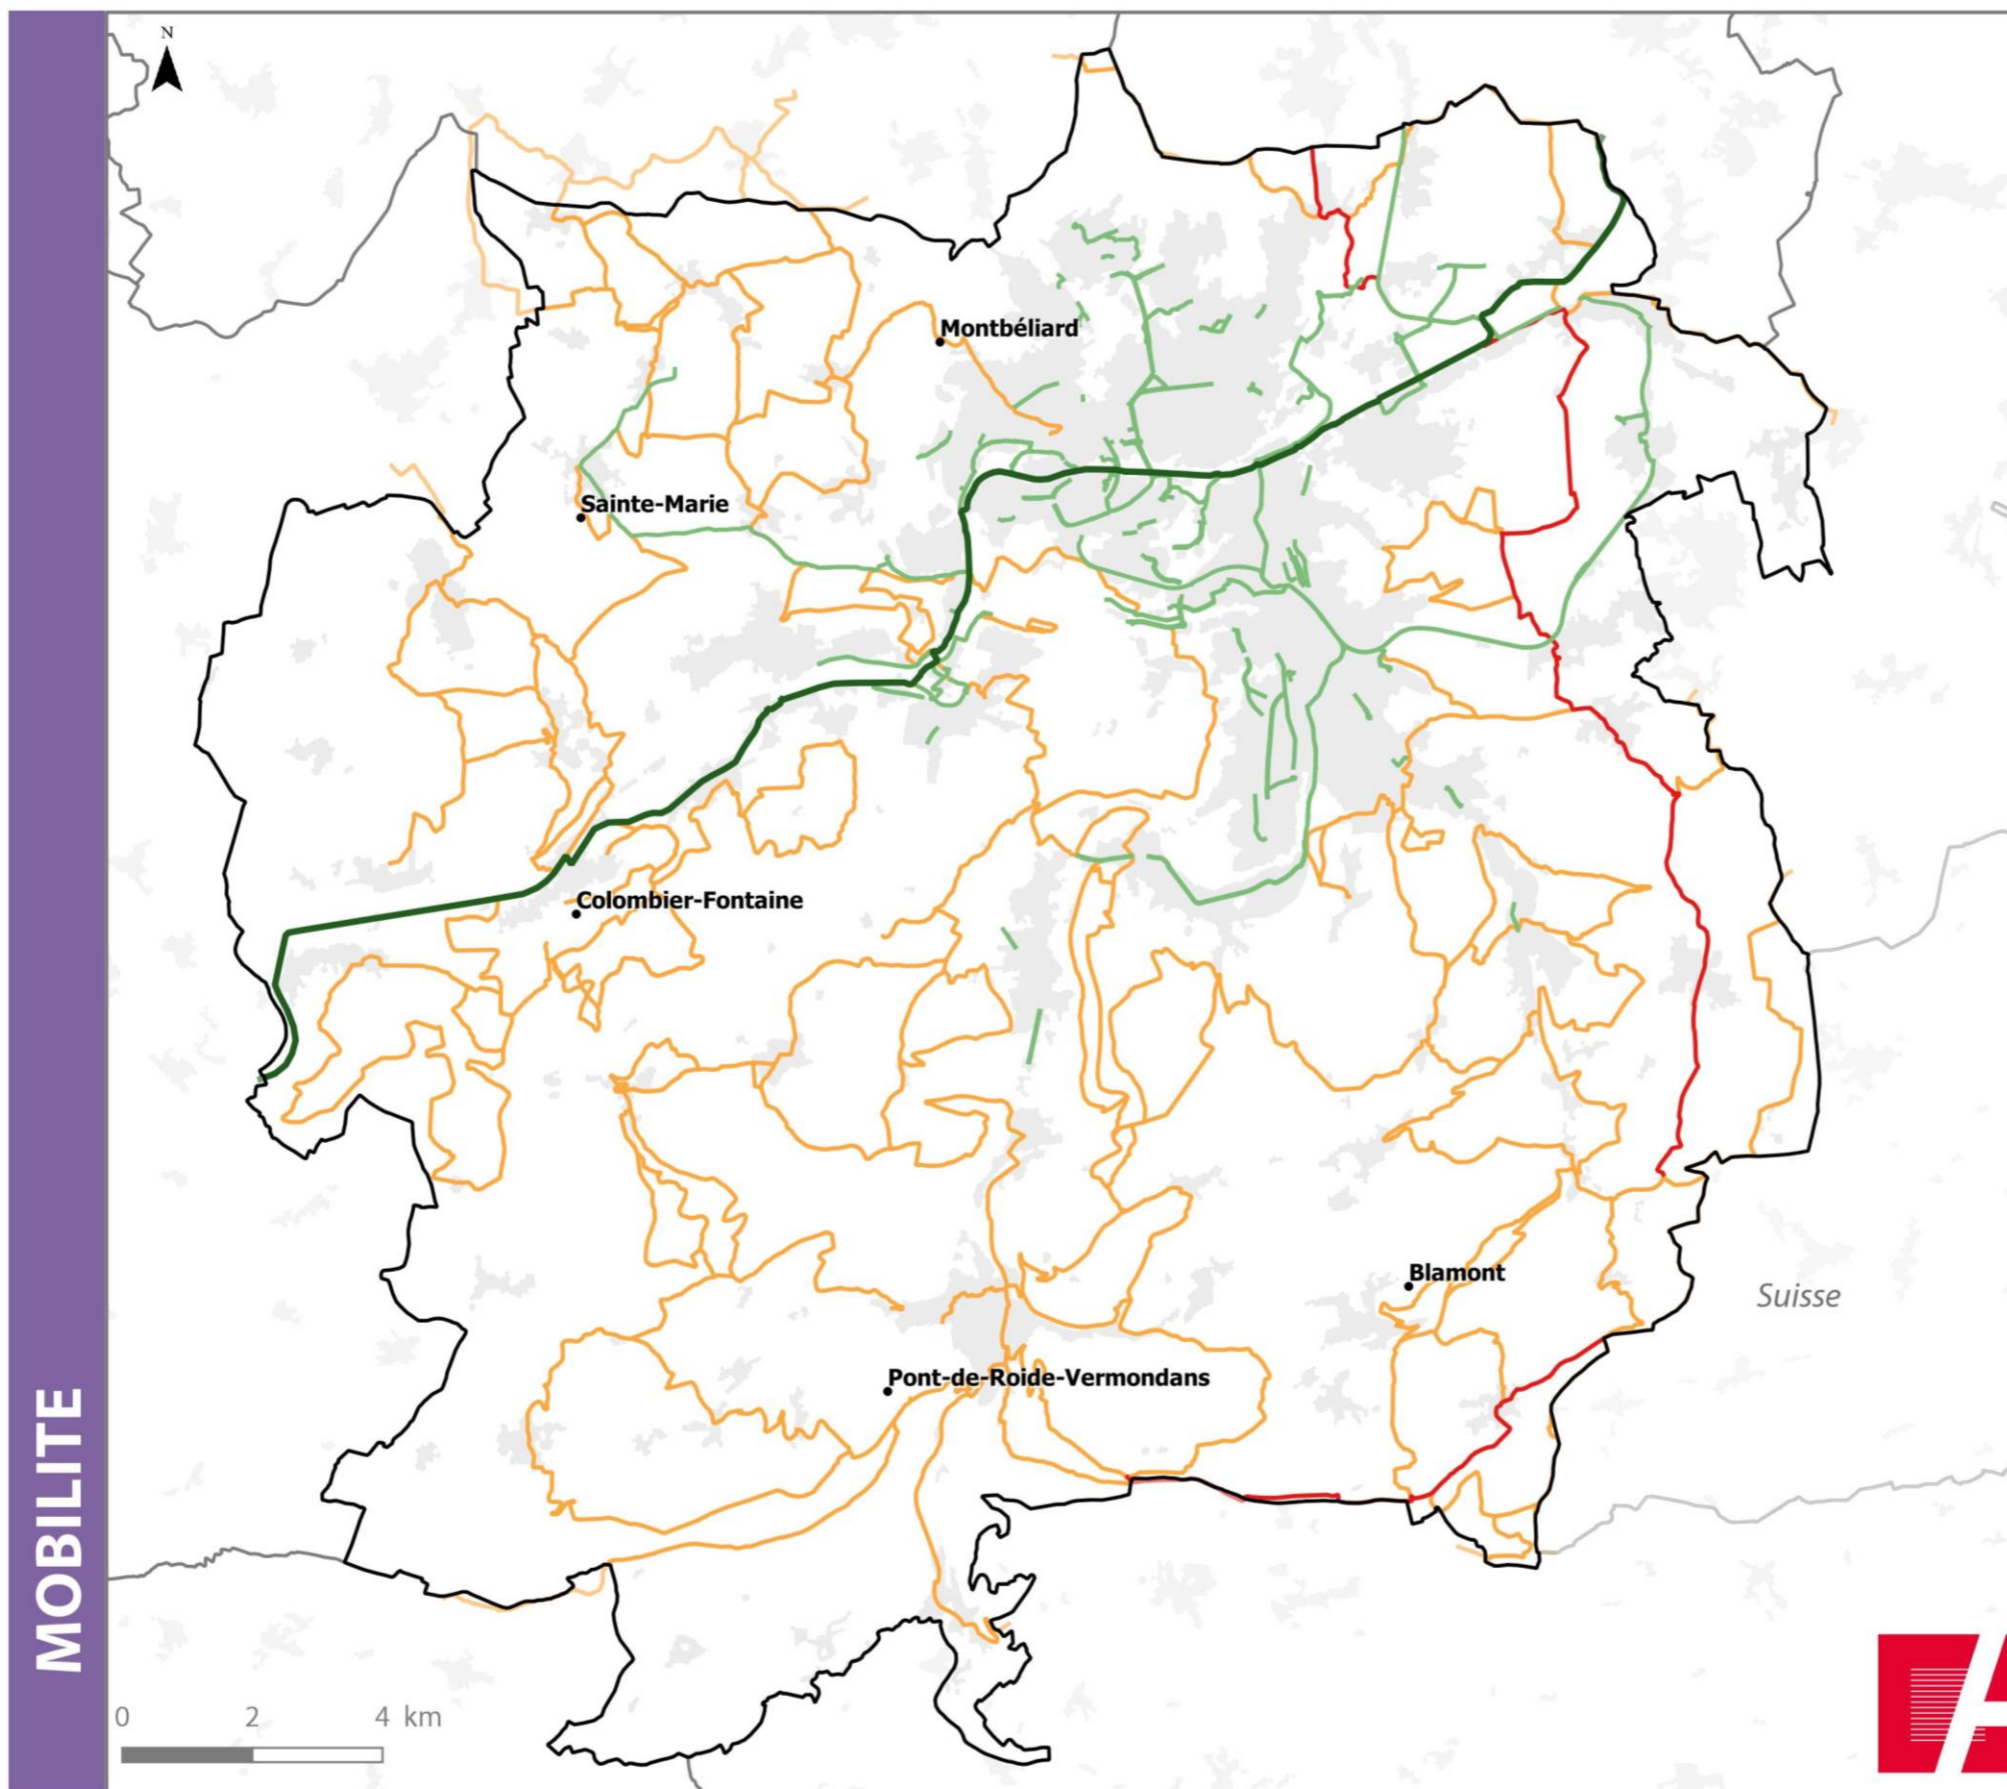 N
Montbéliard
Sainte-Marie
Colombier-Fontaine
Blamont
Suisse
Pont-de-Roide-Vermondans
MOBILITE
0 2 4 km